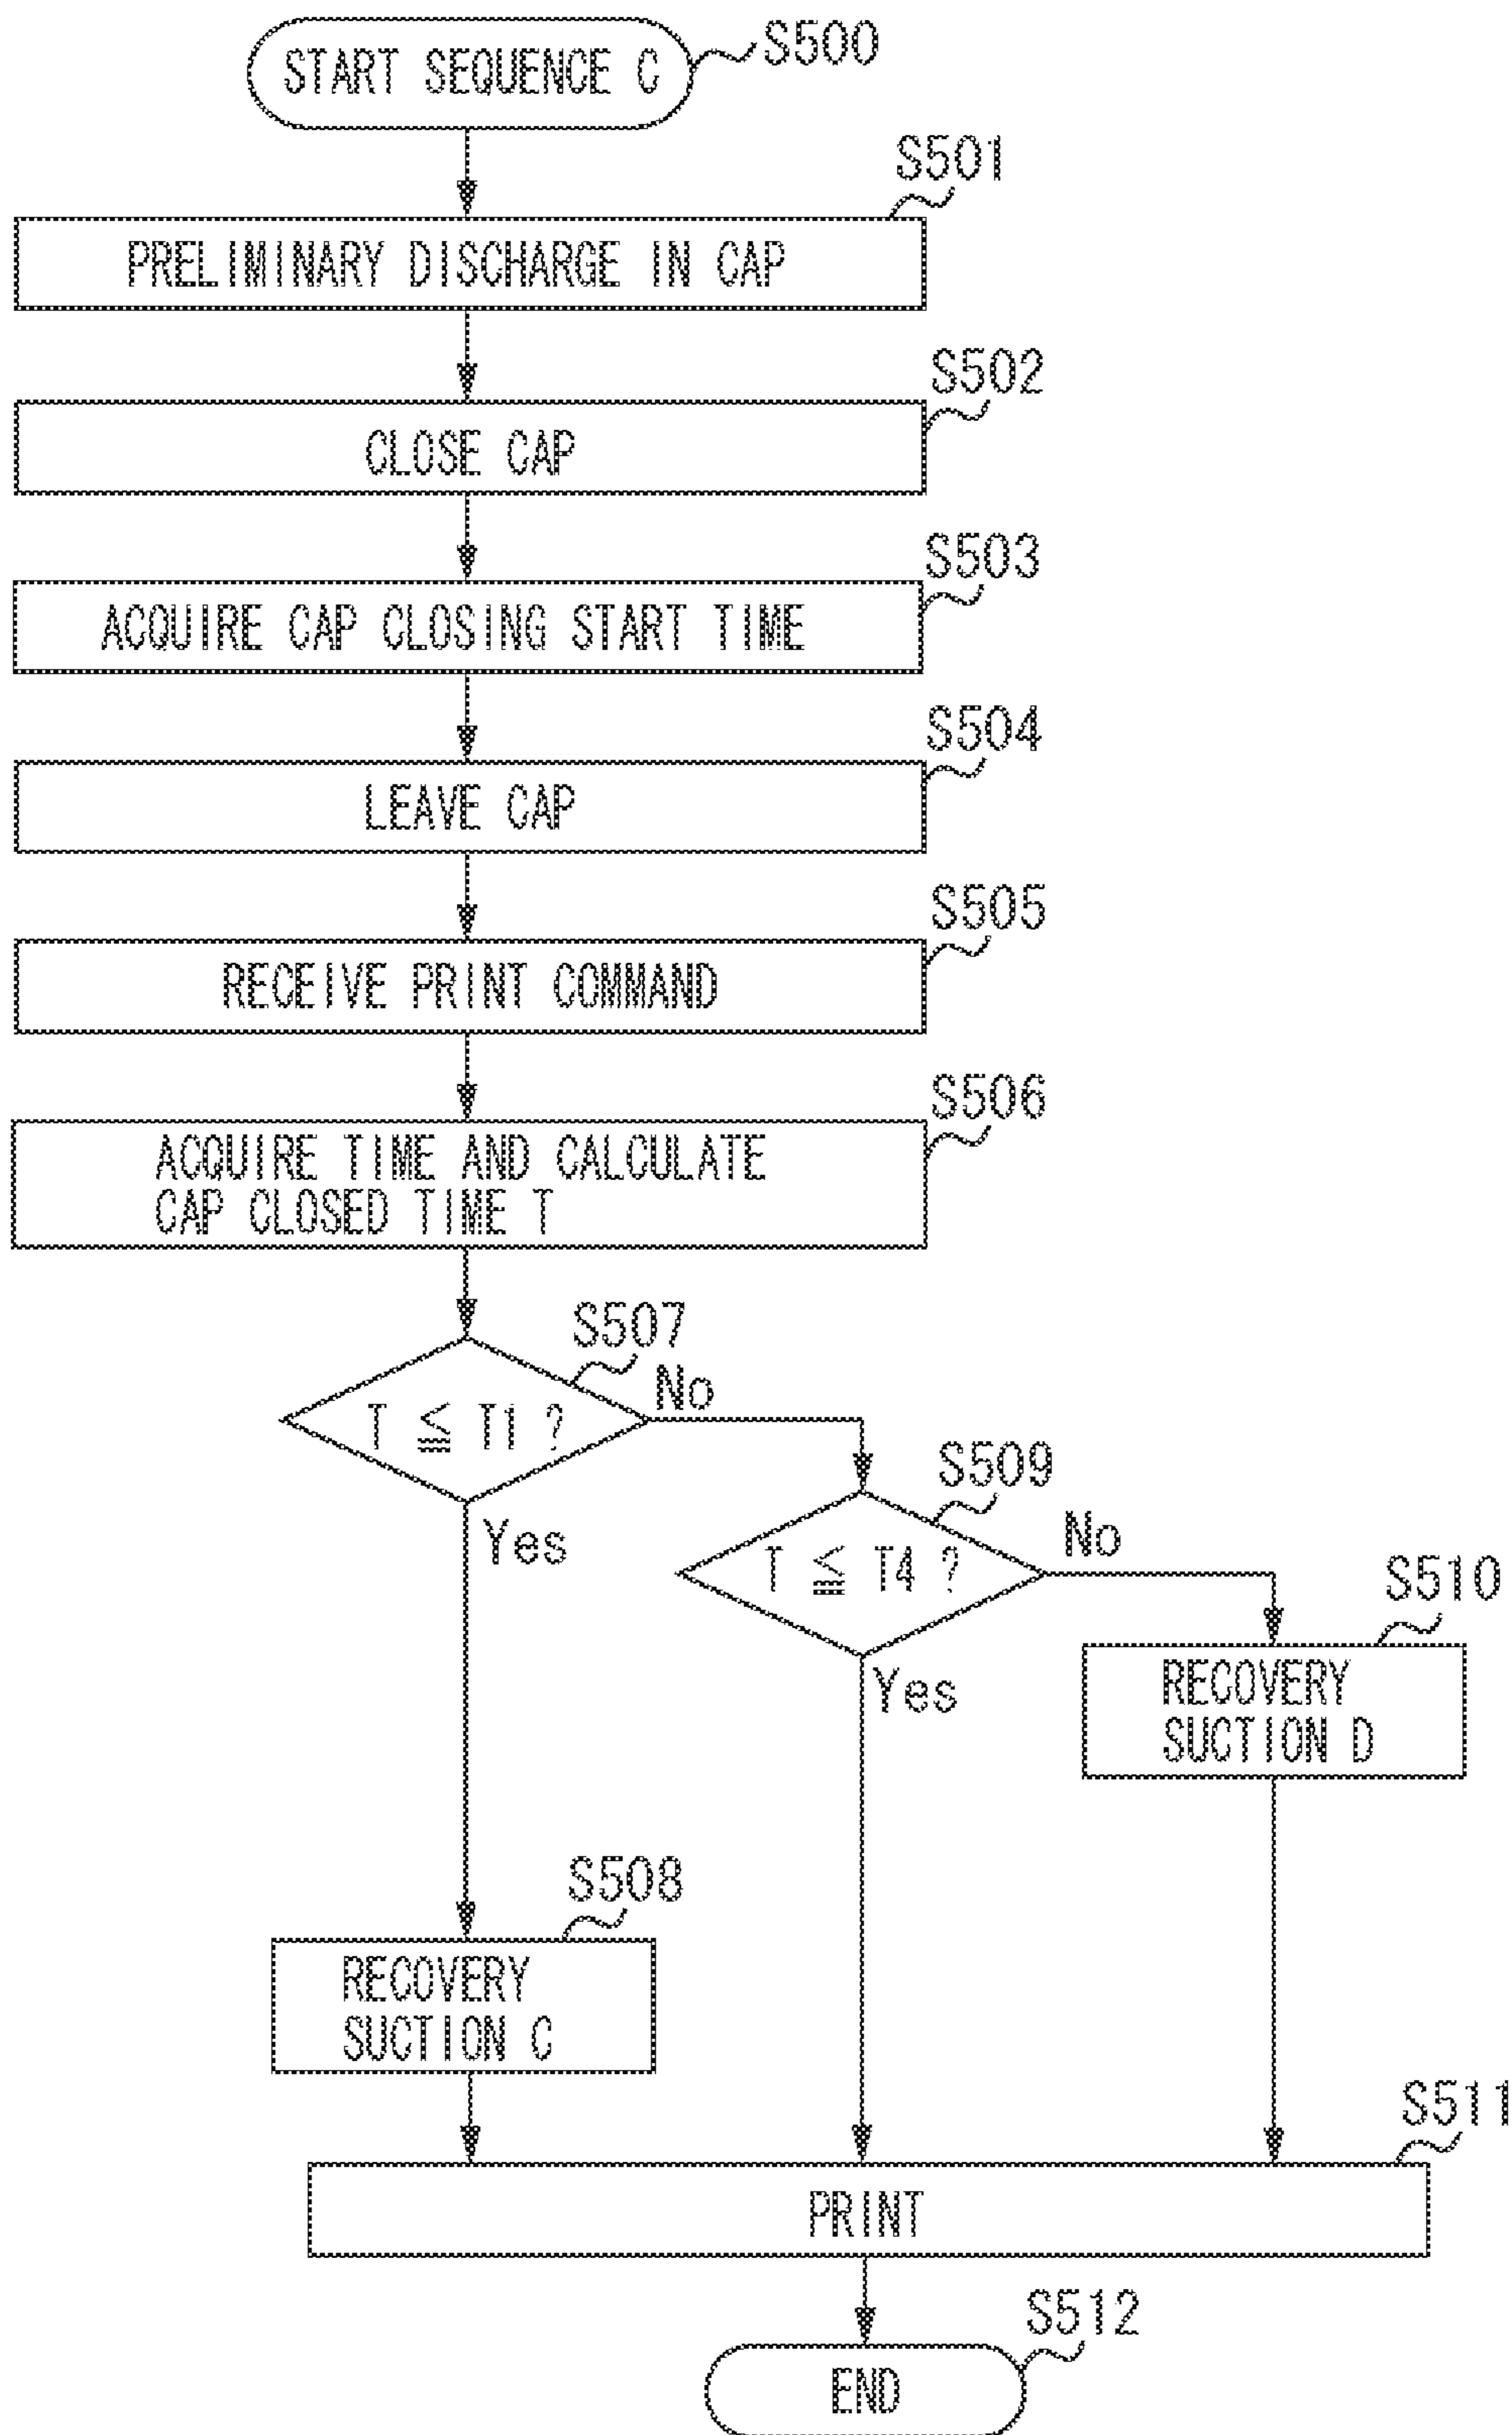 START SEQUENCE C
S500
S501
PRELIMINARY DISCHARGE IN CAP
S502
CLOSE CAP
S503
ACQUIRE CAP CLOSING START TIME
S504
LEAVE CAP
S505
RECEIVE PRINT COMMAND
S506
ACQUIRE TIME AND CALCULATE
CAP CLOSED TIME T
S507
T ≦ T1 ?
No
Yes
S509
T ≦ T4 ?
No
Yes
S510
RECOVERY
SUCTION D
S508
RECOVERY
SUCTION C
S511
PRINT
S512
END